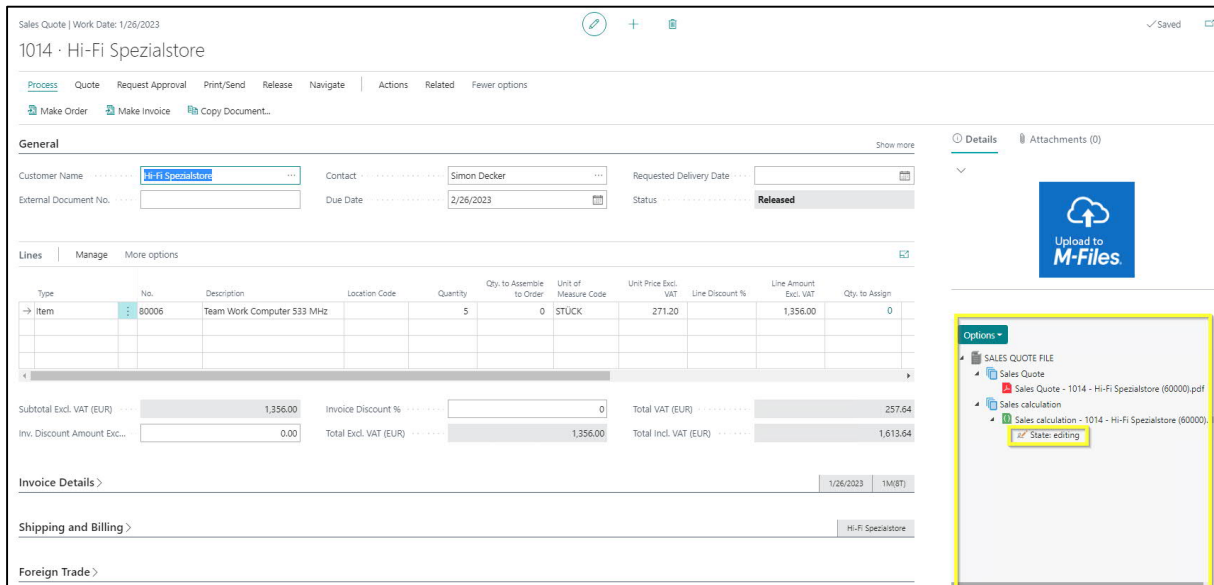 Sales Quote | Work Date: 1/26/2023
Saved
1014 · Hi-Fi Spezialstore
Process Quote Request Approval Print/Send Release Navigate Actions Related Fewer options
Make Order Make Invoice Copy Document...
General Show more
Customer Name Hi-Fi Spezialstore Contact Simon Decker Requested Delivery Date
External Document No. Due Date 2/26/2023 Status Released
Lines Manage More options
Type No. Description Location Code Quantity Qty. to Assemble to Order Unit of Measure Code Unit Price Excl. VAT Line Discount % Line Amount Excl. VAT Qty. to Assign
Item 80006 Team Work Computer 533 MHz 5 0 STÜCK 271.20 1,356.00 0
Subtotal Excl. VAT (EUR) 1,356.00 Invoice Discount % 0 Total VAT (EUR) 257.64
Inv. Discount Amount Exc... 0.00 Total Excl. VAT (EUR) 1,356.00 Total Incl. VAT (EUR) 1,613.64
Invoice Details > 1/26/2023 1M(8T)
Shipping and Billing > Hi-Fi Spezialstore
Foreign Trade >
Details Attachments (0)
Upload to
M-Files.
Options
SALES QUOTE FILE
Sales Quote
Sales Quote - 1014 - Hi-Fi Spezialstore (60000).pdf
Sales calculation
Sales calculation - 1014 - Hi-Fi Spezialstore (60000).
State: editing